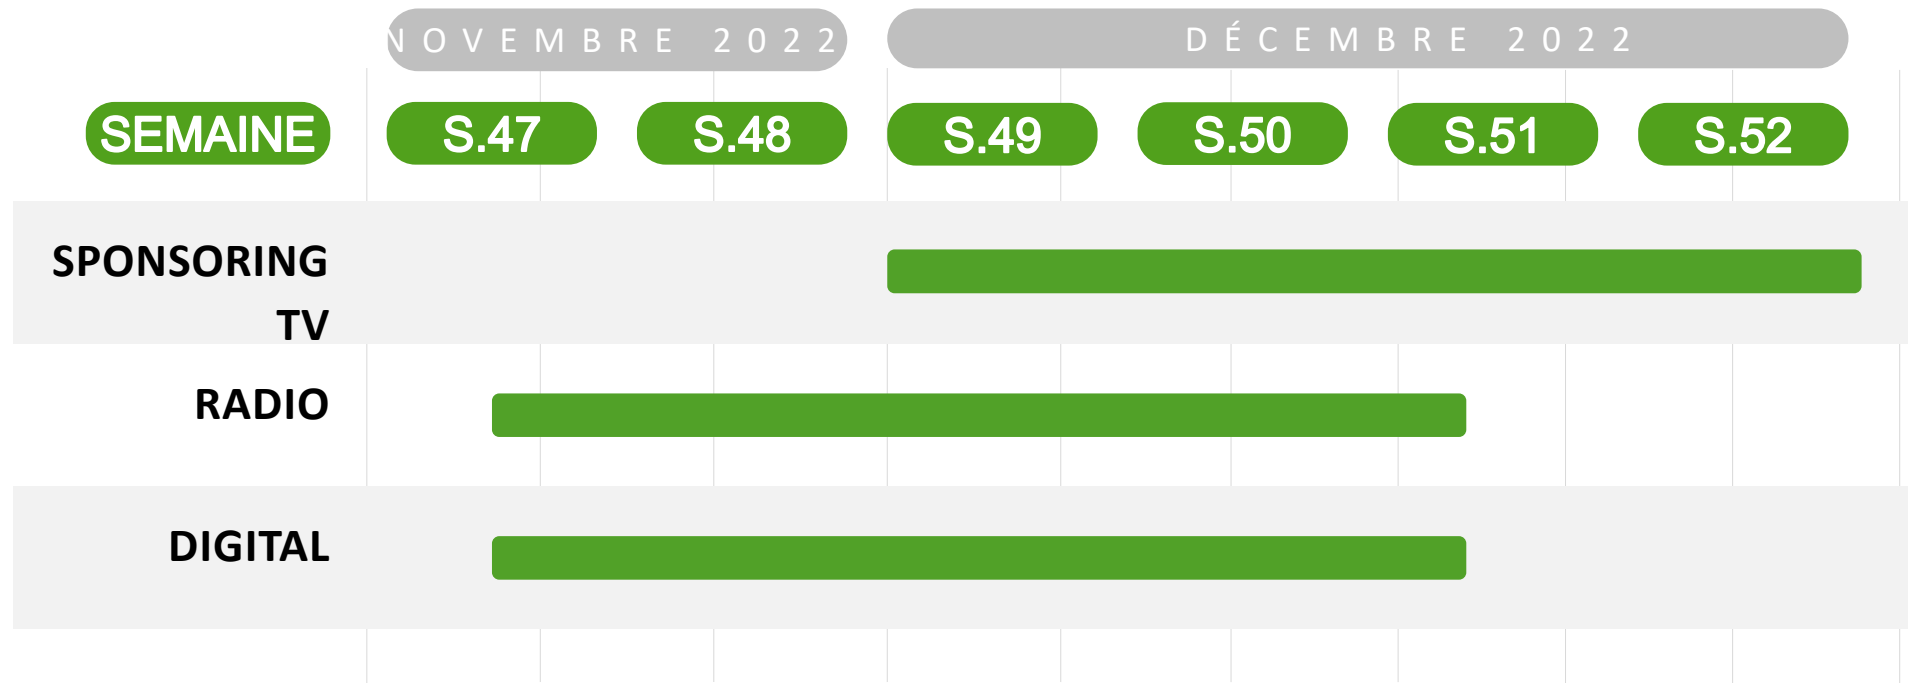 NOVEMBRE 2022 DÉCEMBRE 2022
SEMAINE S.47 S.48 S.49 S.50 S.51 S.52
SPONSORING
TV
RADIO
DIGITAL